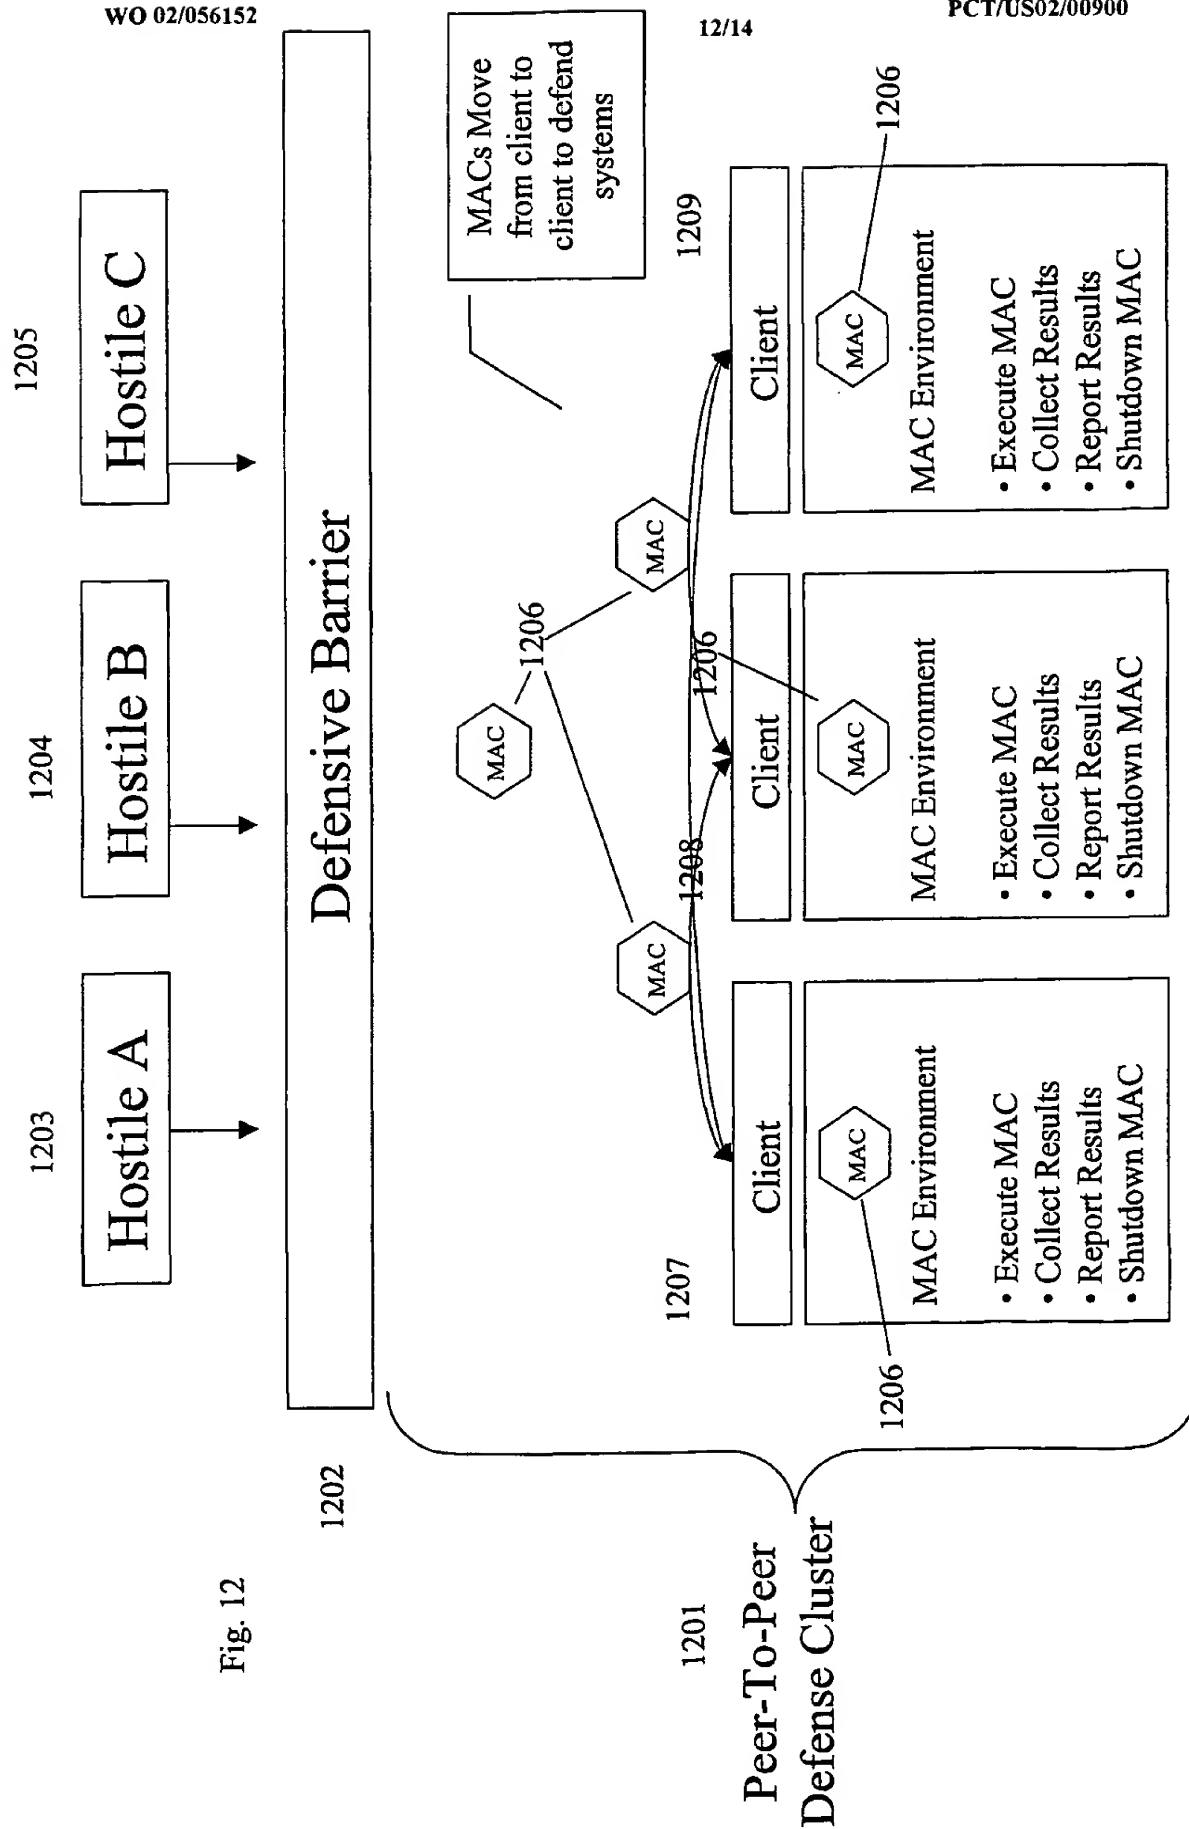 WO 02/056152
12/14
PCT/US02/00900
Fig. 12
1203
1204
1205
Hostile A
Hostile B
Hostile C
1202
Defensive Barrier
MACs Move
from client to
client to defend
systems
MAC
1206
MAC
MAC
1201
Peer-To-Peer
Defense Cluster
1207
1208
1206
1209
Client
Client
Client
1206
MAC
MAC
MAC
1206
MAC Environment
• Execute MAC
• Collect Results
• Report Results
• Shutdown MAC
MAC Environment
• Execute MAC
• Collect Results
• Report Results
• Shutdown MAC
MAC Environment
• Execute MAC
• Collect Results
• Report Results
• Shutdown MAC